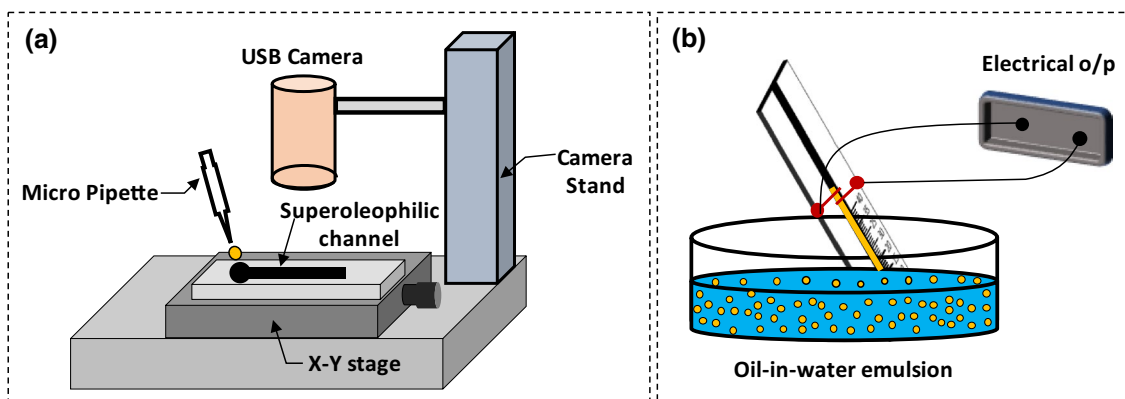 (a)
USB Camera
Micro Pipette
Superoleophilic
channel
Camera
Stand
X-Y stage
(b)
Electrical o/p
Oil-in-water emulsion